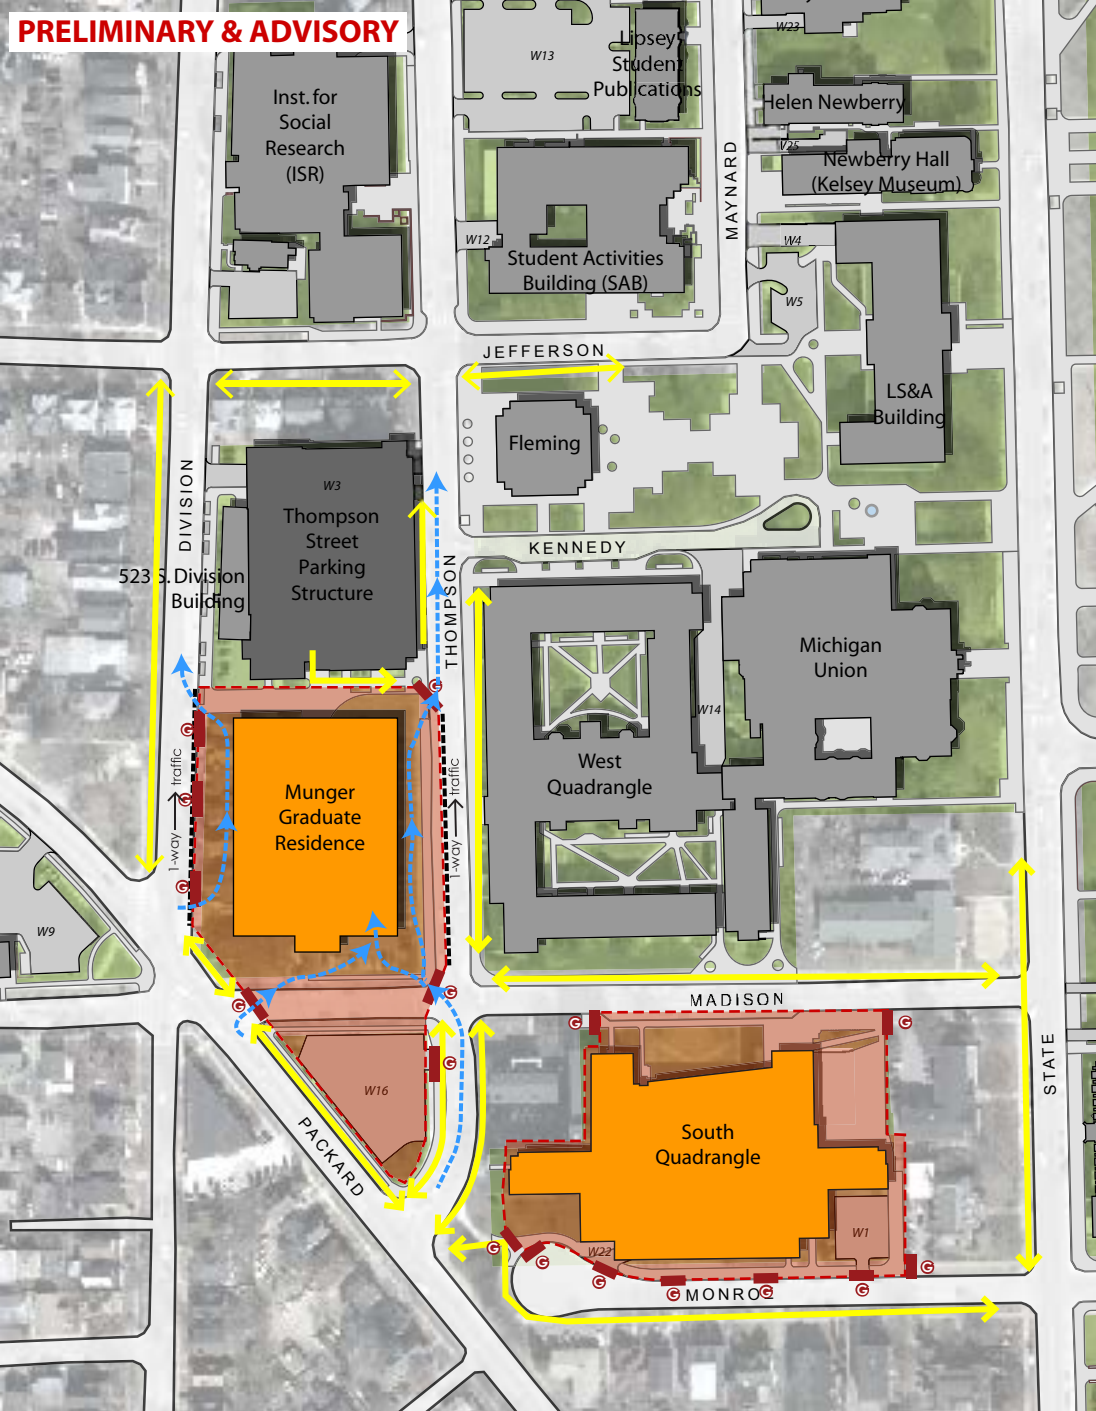 PRELIMINARY & ADVISORY
W23
W13
Lipsey
Student
Publications
Inst. for
Social
Research
(ISR)
Helen Newberry
V25
Newberry Hall
(Kelsey Museum)
MAYNARD
W12
W4
Student Activities
Building (SAB)
W5
JEFFERSON
LS&A
Building
Fleming
DIVISION
W3
Thompson
Street
Parking
Structure
KENNEDY
523 S. Division
Building
THOMPSON
Michigan
Union
G
W14
G
West
Quadrangle
1-way traffic
1-way traffic
G
Munger
Graduate
Residence
G
W9
G
G
MADISON
G
G
STATE
G
W16
PACKARD
South
Quadrangle
W1
G
W22
G
G
G
G
G
G
MONRO